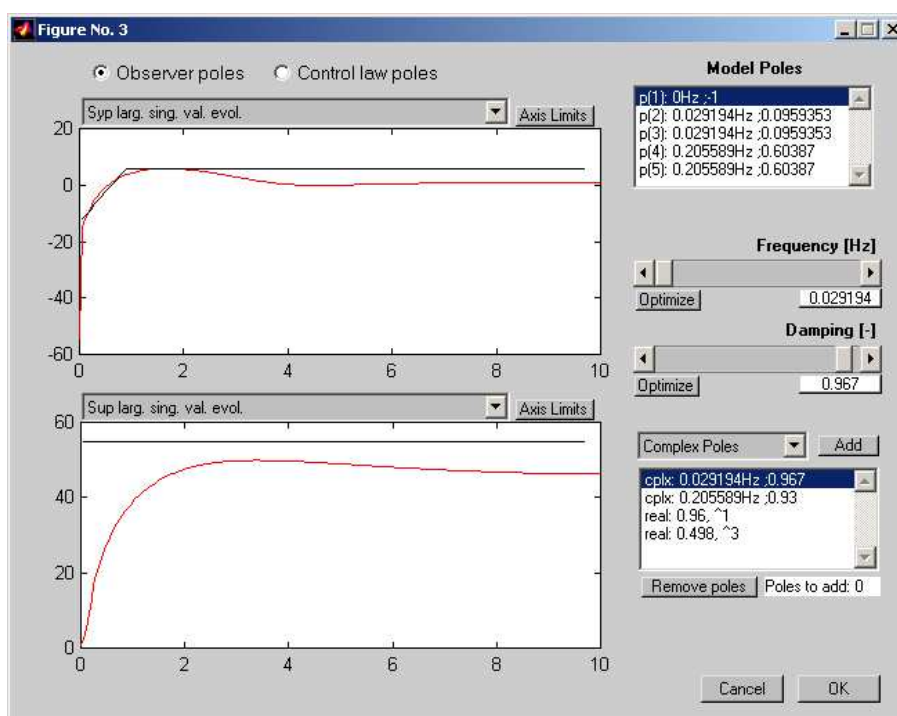 Figure No. 3
Observer poles
Control law poles
Syp larg. sing. val. evol.
Axis Limits
20
0
-20
-40
-60
0
2
4
6
8
10
Sup larg. sing. val. evol.
Axis Limits
60
40
20
0
0
2
4
6
8
10
Model Poles
p(1): 0Hz ;-1
p(2): 0.029194Hz ;0.0959353
p(3): 0.029194Hz ;0.0959353
p(4): 0.205589Hz ;0.60387
p(5): 0.205589Hz ;0.60387
Frequency [Hz]
Optimize
0.029194
Damping [-]
Optimize
0.967
Complex Poles
Add
cplx: 0.029194Hz ;0.967
cplx: 0.205589Hz ;0.93
real: 0.96, ^1
real: 0.498, ^3
Remove poles
Poles to add: 0
Cancel
OK